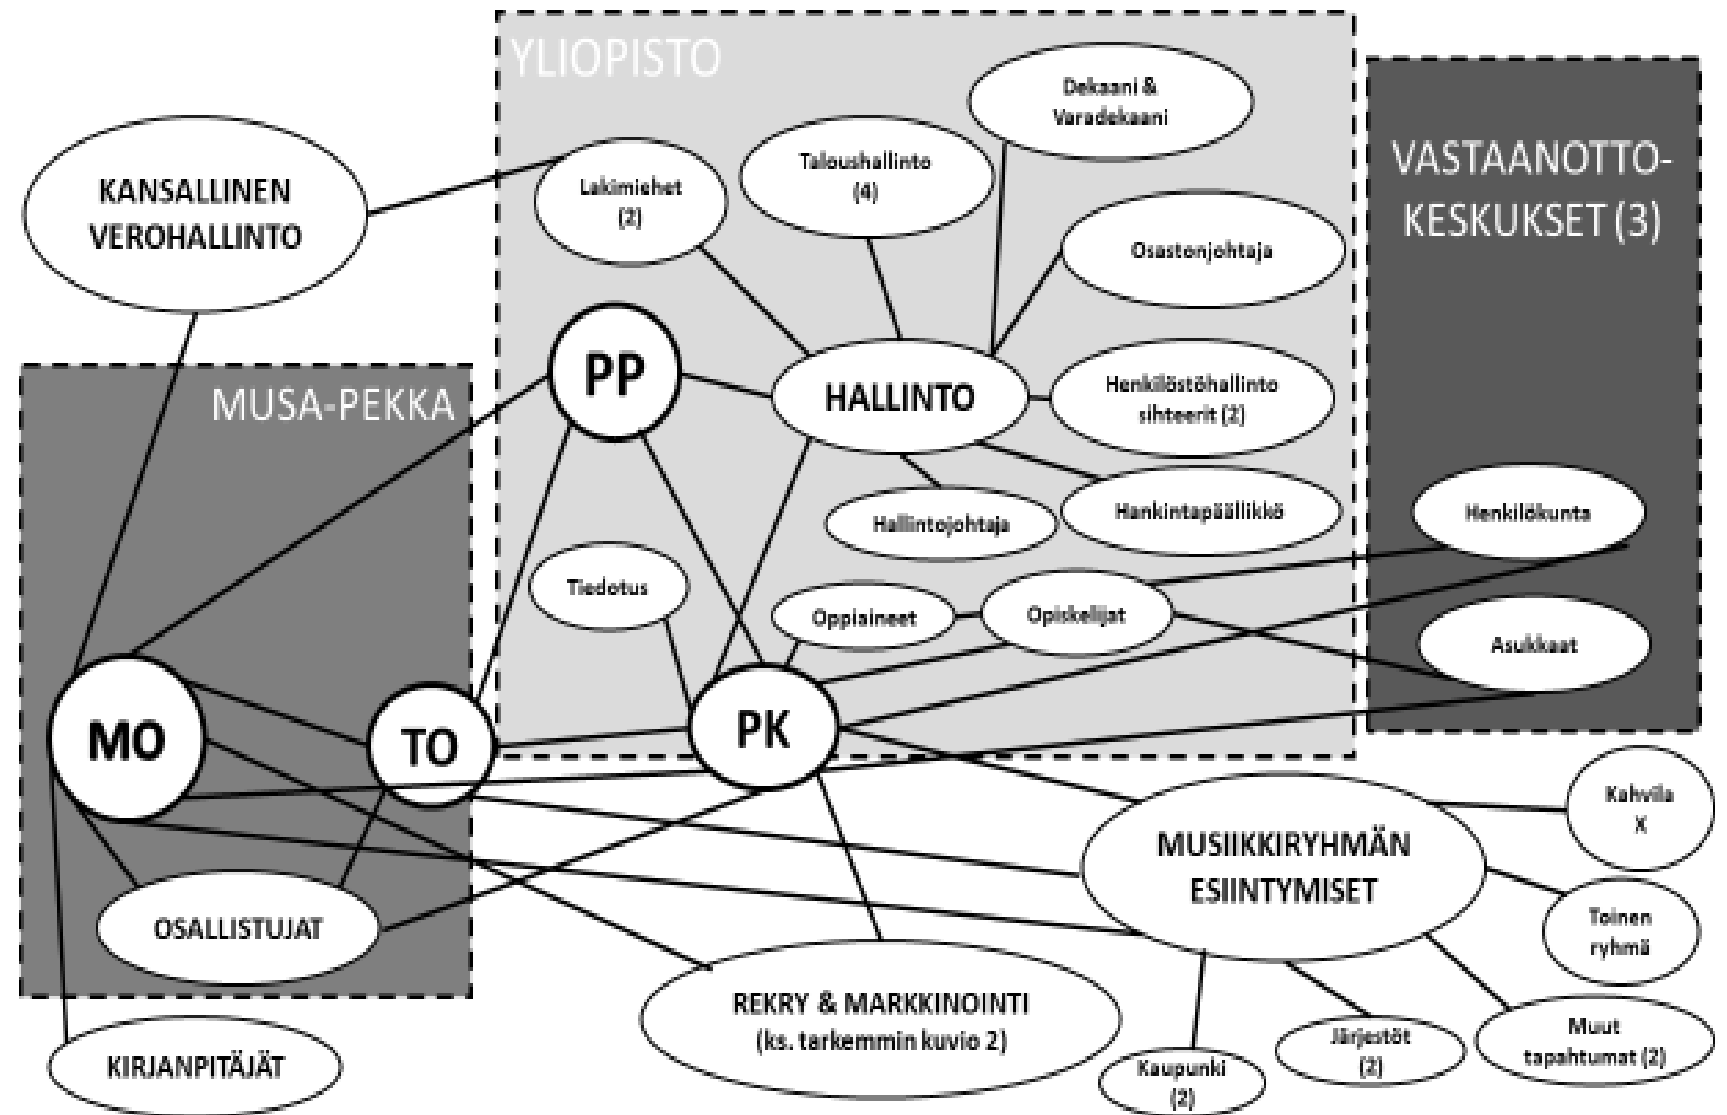 YLIOPISTO
Dekaani &
Varadekaani
VASTAANOTTO-
KESKUKSET (3)
KANSALLINEN
VEROHALLINTO
Lakimiehet
(2)
Taloushallinto
(4)
Osastonjohtaja
MUSA-PEKKA
PP
HALLINTO
Henkilöstöhallinto
sihteerit (2)
Hallintojohtaja
Hankintapäällikkö
Henkilökunta
Tiedotus
Oppiaineet
Opiskelijat
Asukkaat
MO
TO
PK
MUSIIKKIRYHMÄN
ESIINTYMISET
Kahvila
X
Toinen
ryhmä
OSALLISTUJAT
REKRY & MARKKINOINTI
(ks. tarkemmin kuvio 2)
KIRJANPITÄJÄT
Kaupunki
(2)
Järjestöt
(2)
Muut
tapahtumat (2)